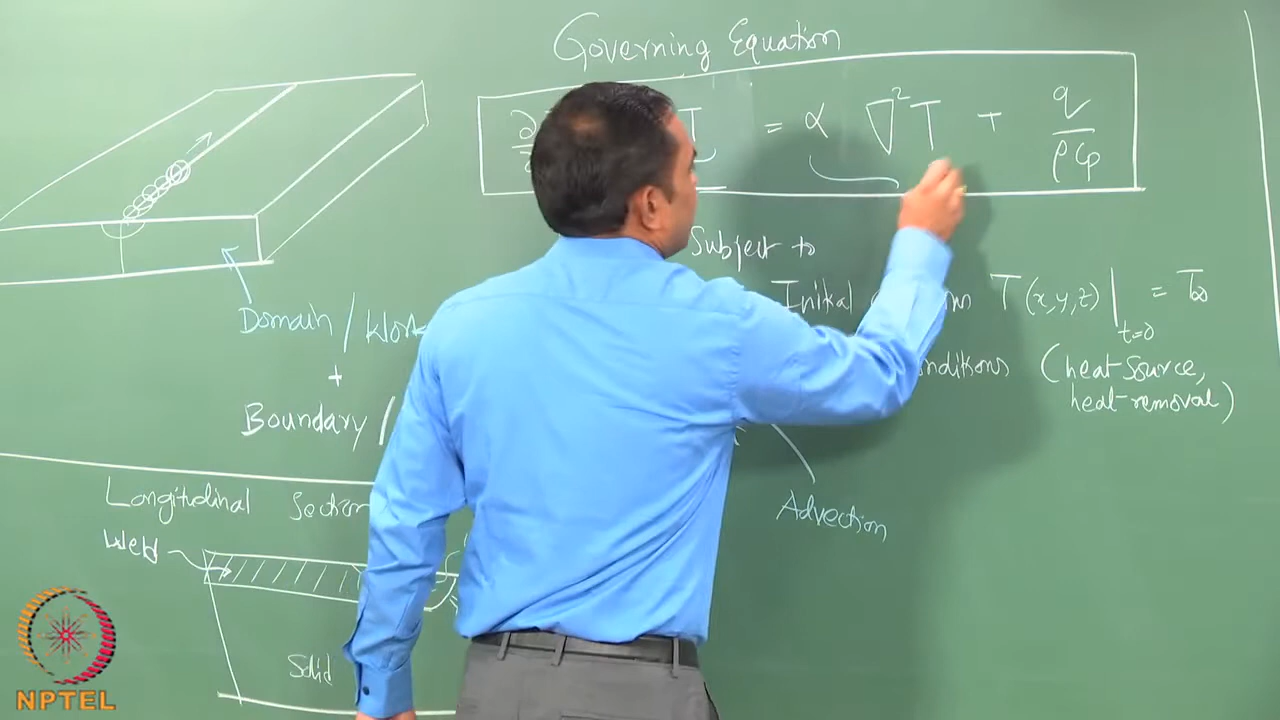 Governing Equation
T = α ∇²T + q/ρCp
Subject to
Initial T(x,y,z)|t=0 = T∞
(heat source,
heat-removal)
Domain / Work
+
Boundary /
Advection
Longitudinal Section
Weld
Solid
NPTEL